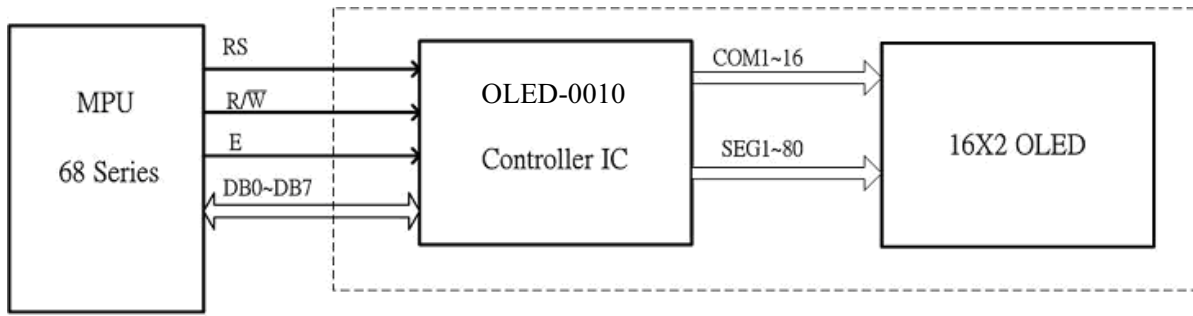 MPU
68 Series
RS
R/W̅
E
DB0~DB7
OLED-0010
Controller IC
COM1~16
SEG1~80
16X2 OLED